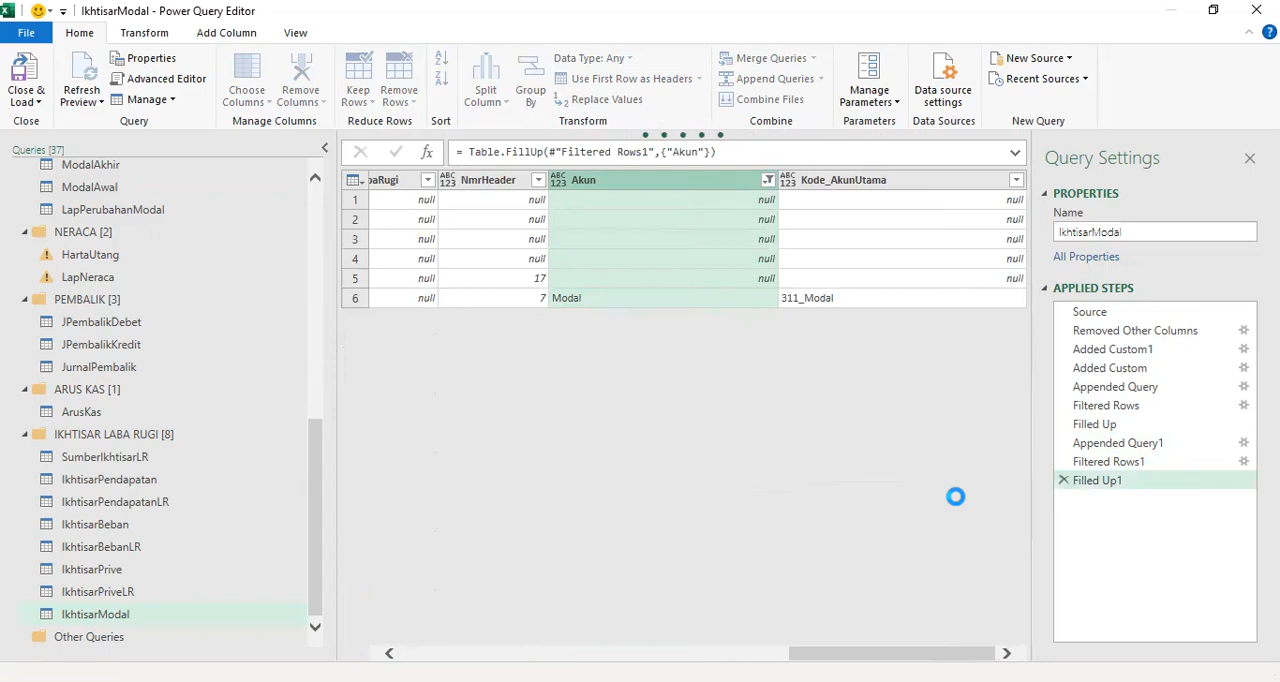 IkhtisarModal - Power Query Editor
File Home Transform Add Column View
Close & Load
Close
Refresh Preview
Properties
Advanced Editor
Manage
Query
Choose Columns
Remove Columns
Manage Columns
Keep Rows
Remove Rows
Reduce Rows
Sort
Split Column
Group By
Data Type: Any
Use First Row as Headers
Replace Values
Transform
Merge Queries
Append Queries
Combine Files
Combine
Manage Parameters
Parameters
Data source settings
Data Sources
New Source
Recent Sources
New Query
Queries [37]
ModalAkhir
ModalAwal
LapPerubahanModal
NERACA [2]
HartaUtang
LapNeraca
PEMBALIK [3]
JPembalikDebet
JPembalikKredit
JurnalPembalik
ARUS KAS [1]
ArusKas
IKHTISAR LABA RUGI [8]
SumberIkhtisarLR
IkhtisarPendapatan
IkhtisarPendapatanLR
IkhtisarBeban
IkhtisarBebanLR
IkhtisarPrive
IkhtisarPriveLR
IkhtisarModal
Other Queries
fx = Table.FillUp(#"Filtered Rows1",{"Akun"})
baRugi ABC 123 NmrHeader ABC 123 Akun ABC 123 Kode_AkunUtama
1 null null null null
2 null null null null
3 null null null null
4 null null null null
5 null 17 null null
6 null 7 Modal 311_Modal
Query Settings
PROPERTIES
Name
IkhtisarModal
All Properties
APPLIED STEPS
Source
Removed Other Columns
Added Custom1
Added Custom
Appended Query
Filtered Rows
Filled Up
Appended Query1
Filtered Rows1
Filled Up1